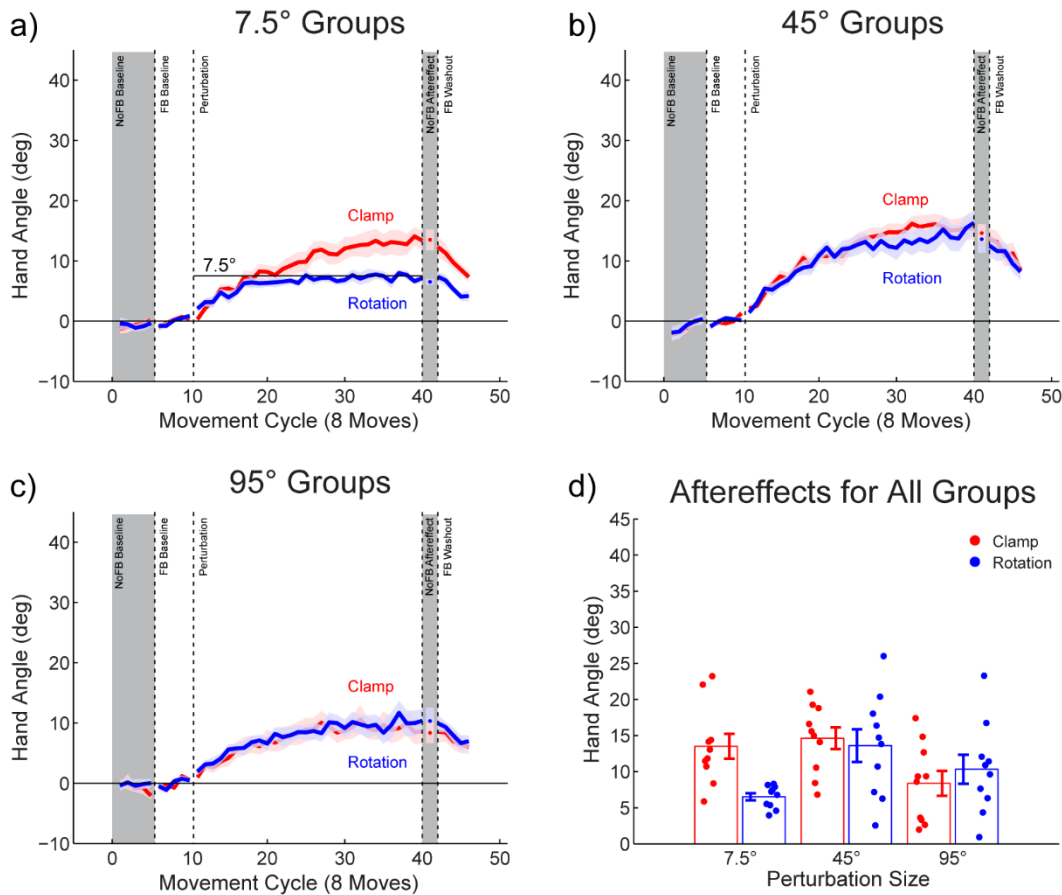 a)
7.5° Groups
Hand Angle (deg)
40
30
20
10
0
−10
NoFB Baseline
FB Baseline
Perturbation
NoFB Aftereffect
FB Washout
Clamp
7.5°
Rotation
0
10
20
30
40
50
Movement Cycle (8 Moves)
b)
45° Groups
Hand Angle (deg)
40
30
20
10
0
−10
NoFB Baseline
FB Baseline
Perturbation
NoFB Aftereffect
FB Washout
Clamp
Rotation
0
10
20
30
40
50
Movement Cycle (8 Moves)
c)
95° Groups
Hand Angle (deg)
40
30
20
10
0
−10
NoFB Baseline
FB Baseline
Perturbation
NoFB Aftereffect
FB Washout
Clamp
Rotation
0
10
20
30
40
50
Movement Cycle (8 Moves)
d)
Aftereffects for All Groups
Hand Angle (deg)
45
40
35
30
25
20
15
10
5
0
Clamp
Rotation
7.5°
45°
95°
Perturbation Size